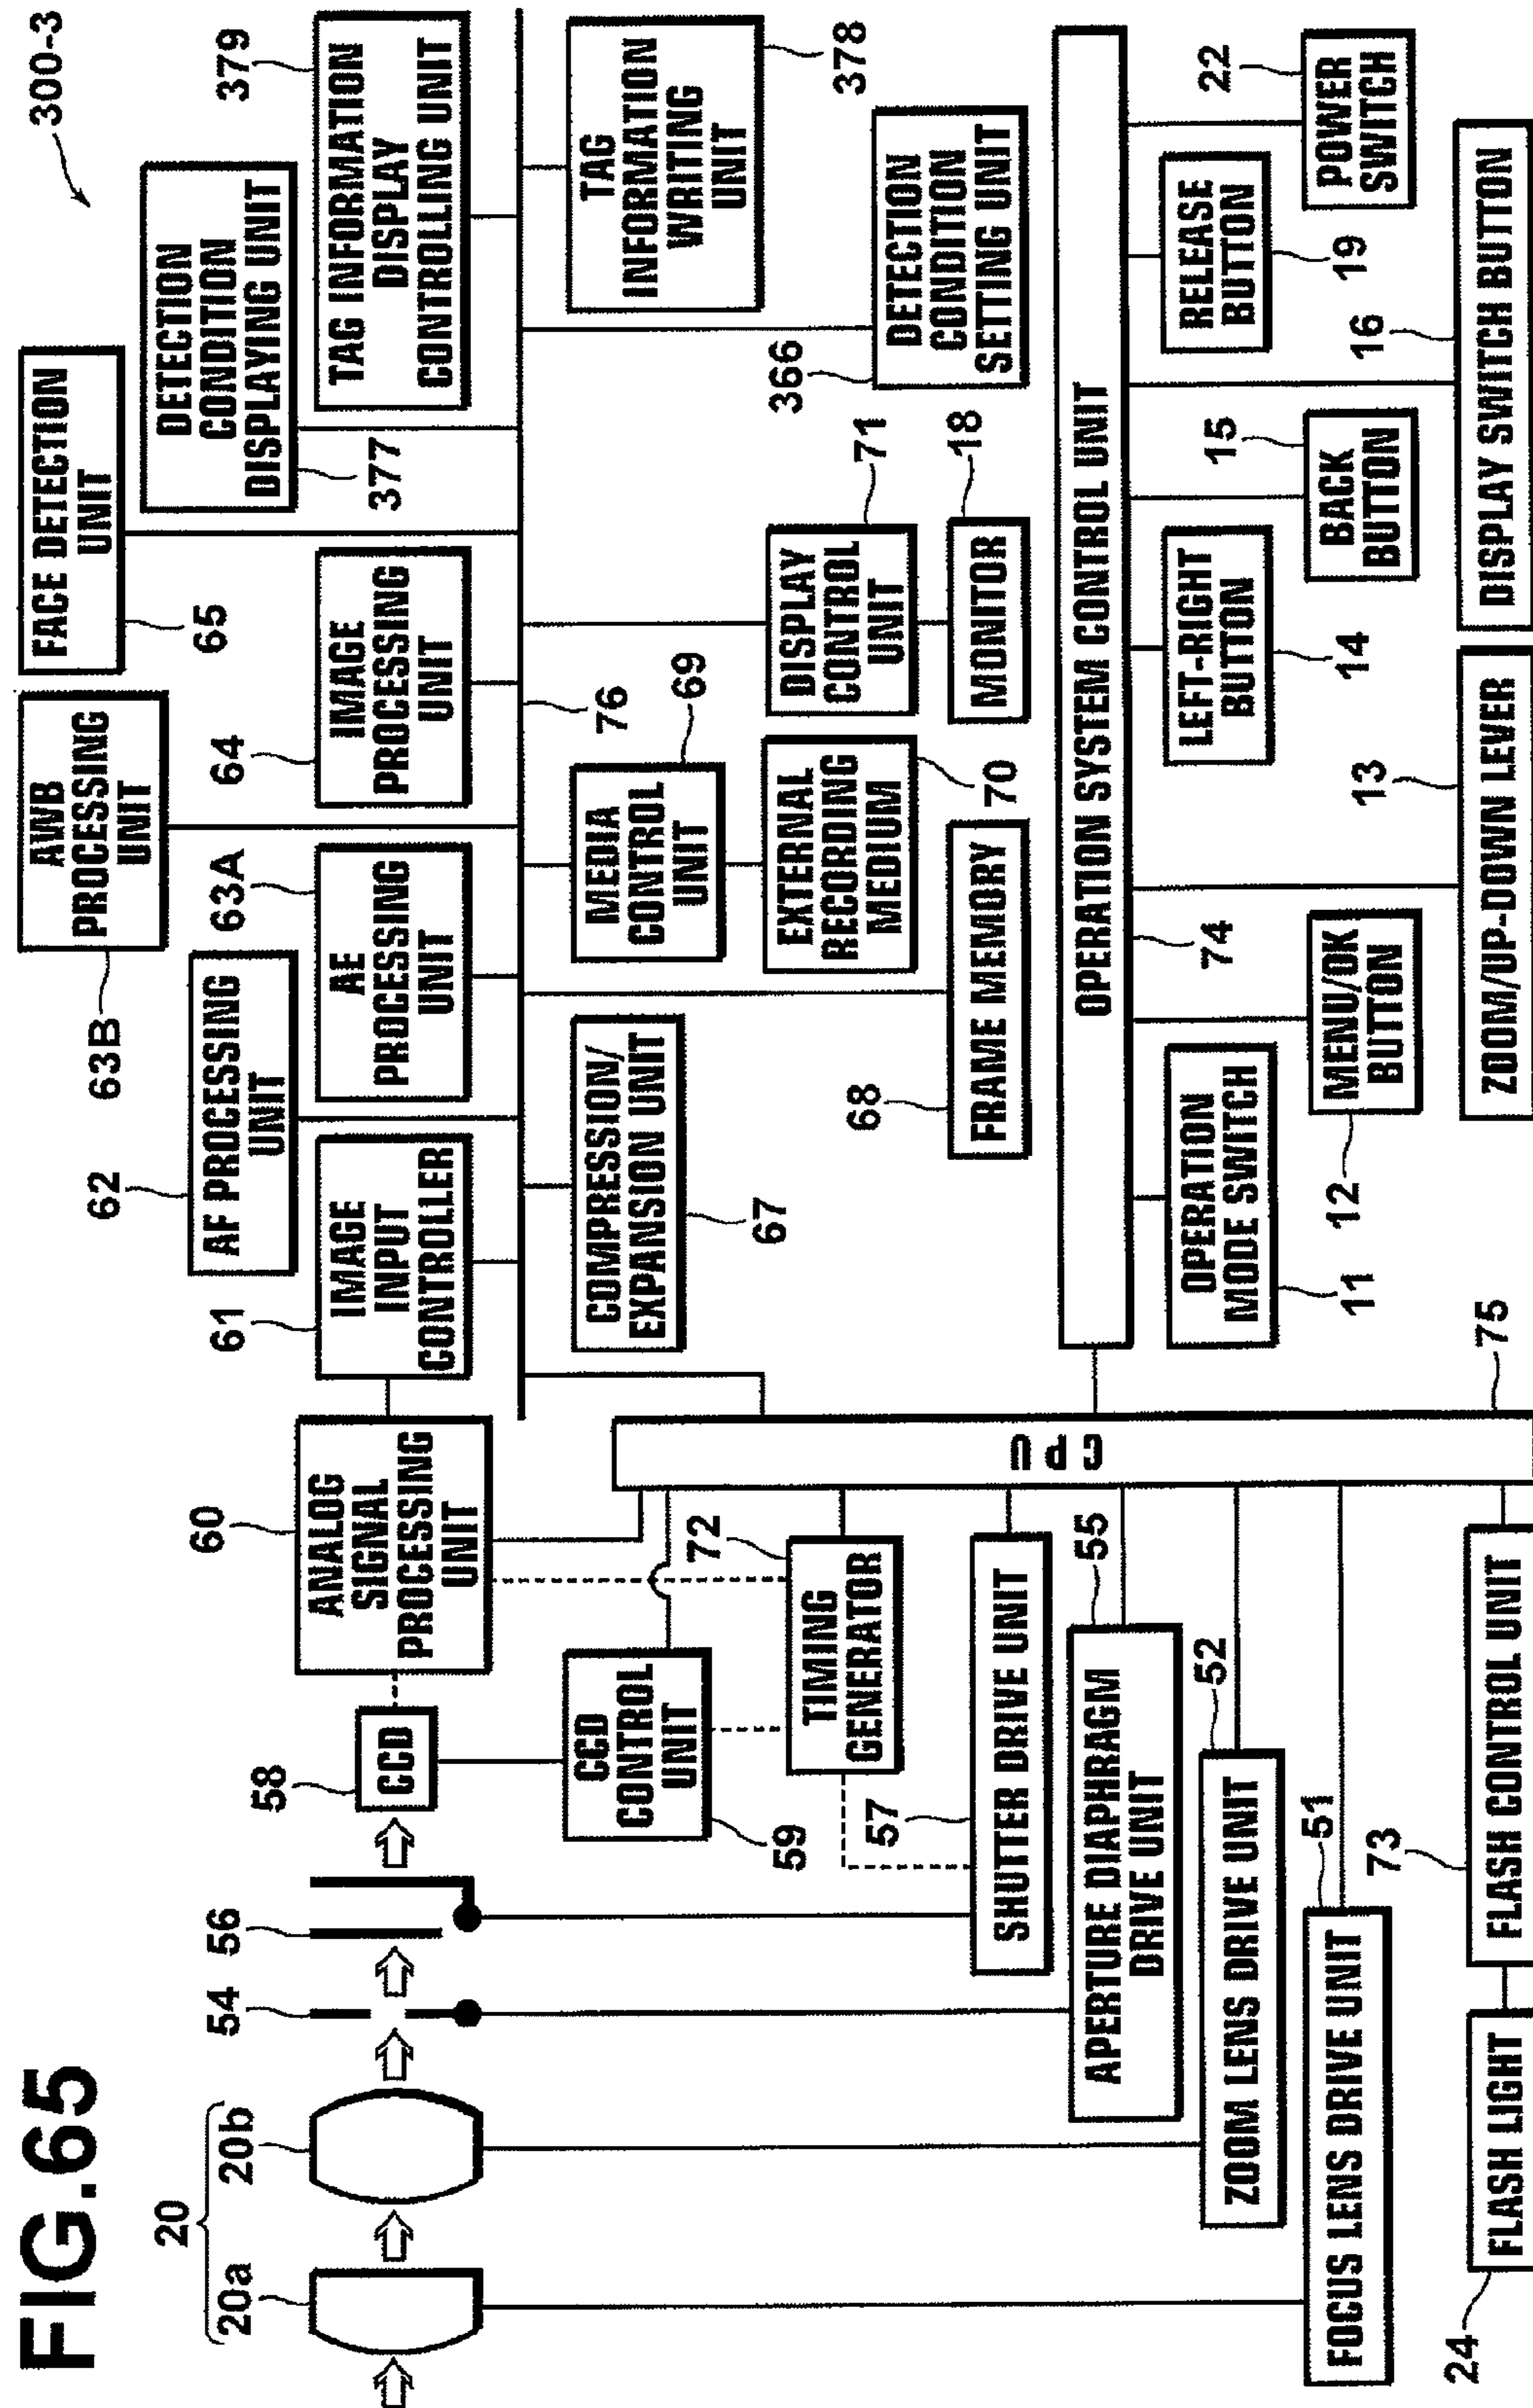 FIG.65
300-3
20
20a
20b
54
56
58
CCD
60
ANALOG
SIGNAL
PROCESSING
UNIT
61
IMAGE
INPUT
CONTROLLER
62
AF PROCESSING
UNIT
63B
AWB
PROCESSING
UNIT
63A
AE
PROCESSING
UNIT
64
IMAGE
PROCESSING
UNIT
65
FACE DETECTION
UNIT
377
DETECTION
CONDITION
DISPLAYING UNIT
379
TAG INFORMATION
DISPLAY
CONTROLLING UNIT
76
59
CCD
CONTROL
UNIT
72
TIMING
GENERATOR
57
SHUTTER DRIVE UNIT
55
APERTURE DIAPHRAGM
DRIVE UNIT
52
ZOOM LENS DRIVE UNIT
51
FOCUS LENS DRIVE UNIT
24
FLASH LIGHT
73
FLASH CONTROL UNIT
CPU
75
COMPRESSION/
EXPANSION UNIT
67
68
FRAME MEMORY
MEDIA
CONTROL
UNIT
69
EXTERNAL
RECORDING
MEDIUM
70
DISPLAY
CONTROL
UNIT
71
MONITOR
18
366
DETECTION
CONDITION
SETTING UNIT
TAG
INFORMATION
WRITING
UNIT
378
OPERATION SYSTEM CONTROL UNIT
74
OPERATION
MODE SWITCH
11
MENU/OK
BUTTON
12
13
ZOOM/UP-DOWN LEVER
LEFT-RIGHT
BUTTON
14
15
BACK
BUTTON
16
DISPLAY SWITCH BUTTON
RELEASE
BUTTON
19
22
POWER
SWITCH